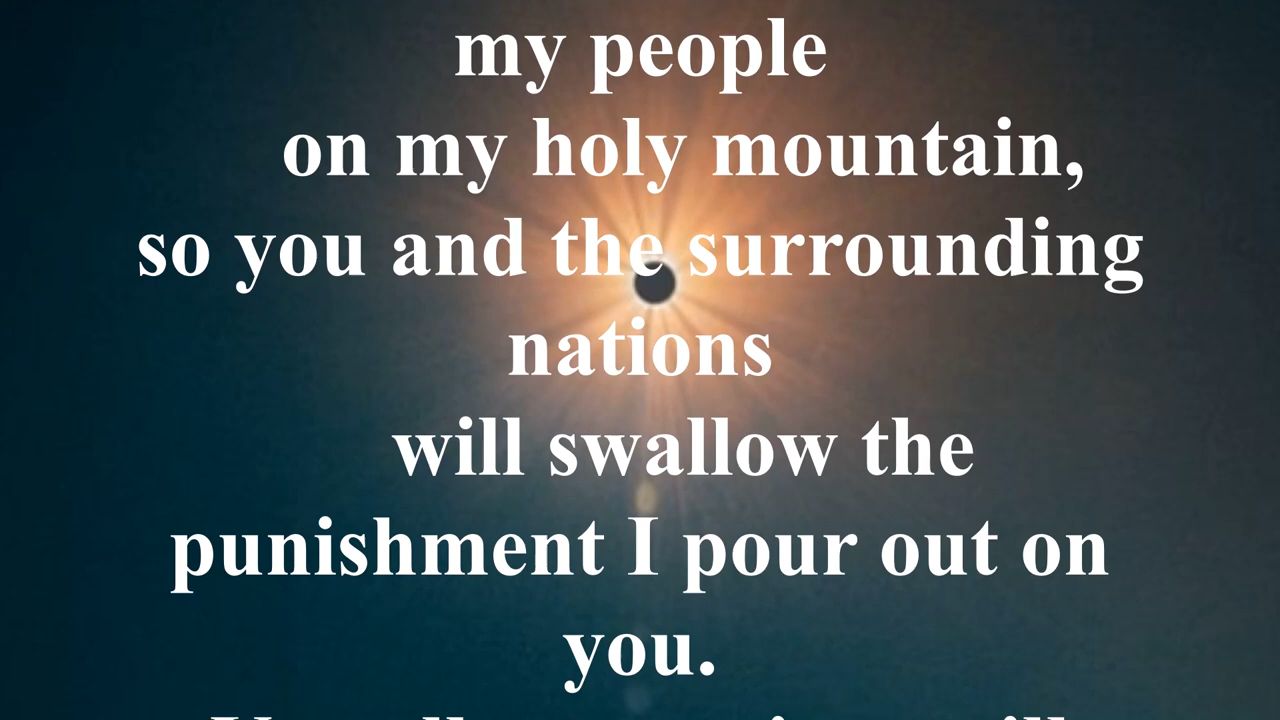 my people
on my holy mountain,
so you and the surrounding
nations
will swallow the
punishment I pour out on
you.